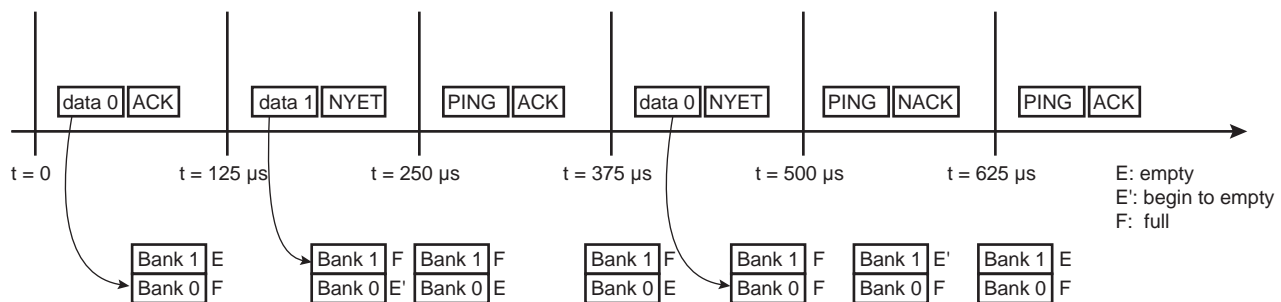 data 0 ACK data 1 NYET PING ACK data 0 NYET PING NACK PING ACK
t = 0 t = 125 μs t = 250 μs t = 375 μs t = 500 μs t = 625 μs
E: empty
E': begin to empty
F: full
Bank 1 E Bank 1 F Bank 1 F Bank 1 F Bank 1 F Bank 1 E' Bank 1 E
Bank 0 F Bank 0 E' Bank 0 E Bank 0 E Bank 0 F Bank 0 F Bank 0 F